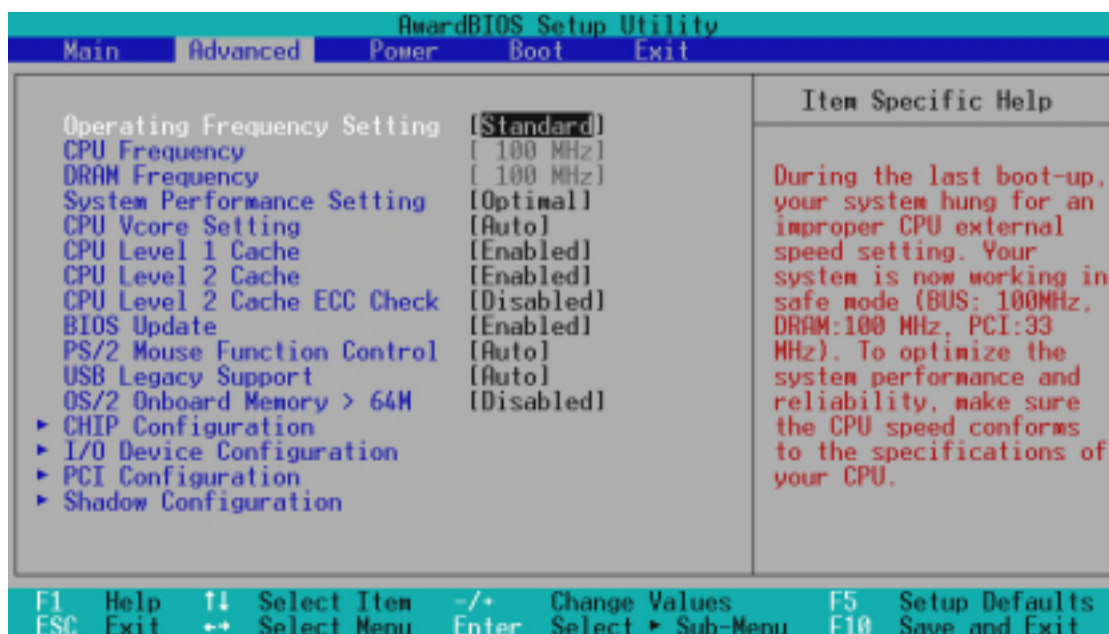 AwardBIOS Setup Utility
Main Advanced Power Boot Exit
Operating Frequency Setting [Standard]
CPU Frequency [ 100 MHz]
DRAM Frequency [ 100 MHz]
System Performance Setting [Optimal]
CPU Vcore Setting [Auto]
CPU Level 1 Cache [Enabled]
CPU Level 2 Cache [Enabled]
CPU Level 2 Cache ECC Check [Disabled]
BIOS Update [Enabled]
PS/2 Mouse Function Control [Auto]
USB Legacy Support [Auto]
OS/2 Onboard Memory > 64M [Disabled]
▸ CHIP Configuration
▸ I/O Device Configuration
▸ PCI Configuration
▸ Shadow Configuration
Item Specific Help
During the last boot-up,
your system hung for an
improper CPU external
speed setting. Your
system is now working in
safe mode (BUS: 100MHz,
DRAM:100 MHz, PCI:33
MHz). To optimize the
system performance and
reliability, make sure
the CPU speed conforms
to the specifications of
your CPU.
F1 Help ↑↓ Select Item -/+ Change Values F5 Setup Defaults
ESC Exit ←→ Select Menu Enter Select ▸ Sub-Menu F10 Save and Exit